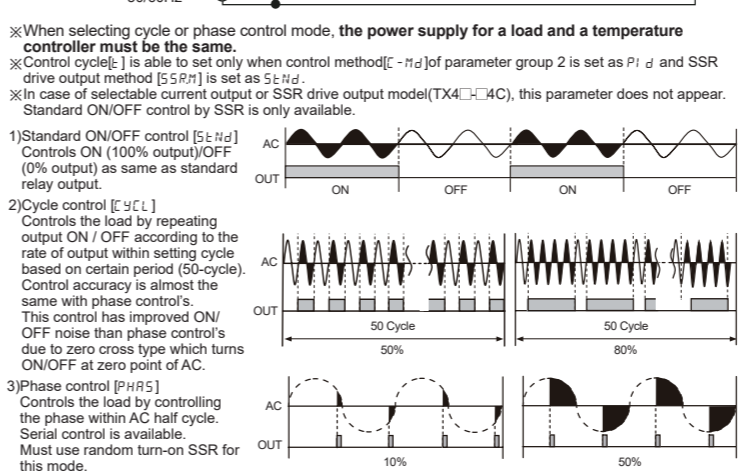 ※When selecting cycle or phase control mode, the power supply for a load and a temperature
controller must be the same.
※Control cycle[t] is able to set only when control method[C-Md]of parameter group 2 is set as PId and SSR
drive output method [SSRM] is set as StNd.
※In case of selectable current output or SSR drive output model(TX4□-□4C), this parameter does not appear.
Standard ON/OFF control by SSR is only available.
1)Standard ON/OFF control [StNd]
Controls ON (100% output)/OFF
(0% output) as same as standard
relay output.
AC
OUT
ON
OFF
ON
OFF
2)Cycle control [CYCL]
Controls the load by repeating
output ON / OFF according to the
rate of output within setting cycle
based on certain period (50-cycle).
Control accuracy is almost the
same with phase control's.
This control has improved ON/
OFF noise than phase control's
due to zero cross type which turns
ON/OFF at zero point of AC.
AC
OUT
50 Cycle
50%
50 Cycle
80%
3)Phase control [PHAS]
Controls the load by controlling
the phase within AC half cycle.
Serial control is available.
Must use random turn-on SSR for
this mode.
AC
OUT
10%
50%